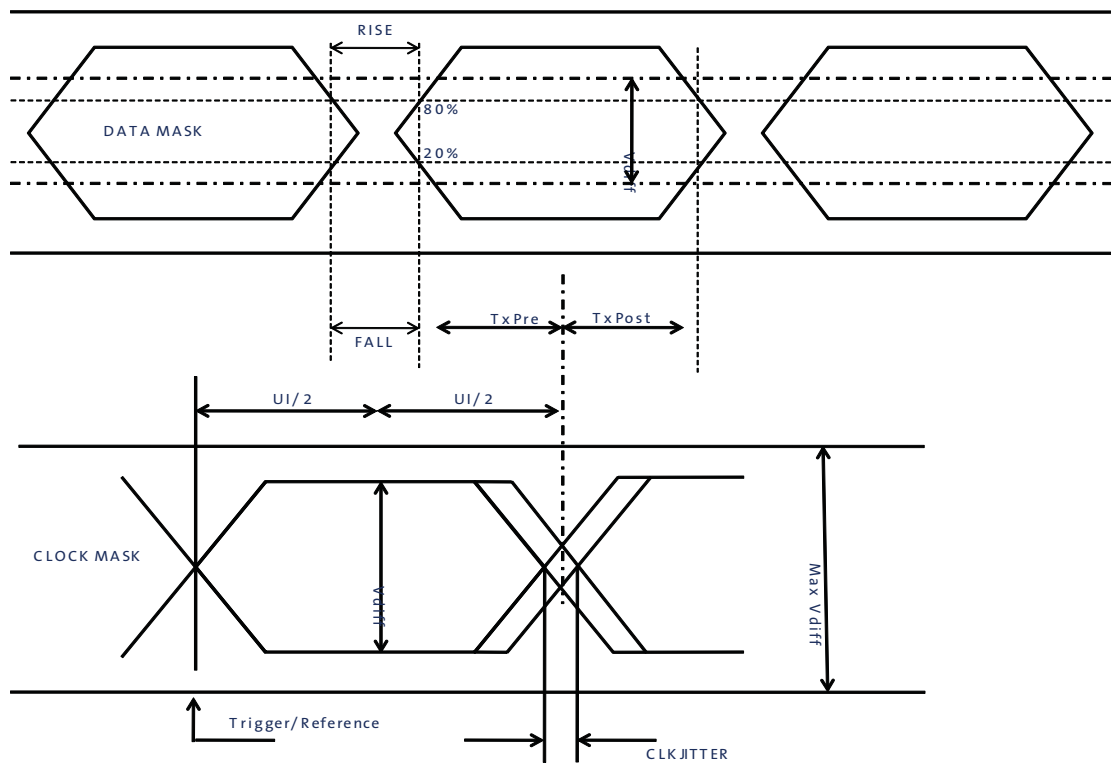 RISE
80%
DATA MASK
20%
Vdiff
TxPre
TxPost
FALL
UI/2
UI/2
CLOCK MASK
Vdiff
Max Vdiff
Trigger/Reference
CLKJITTER